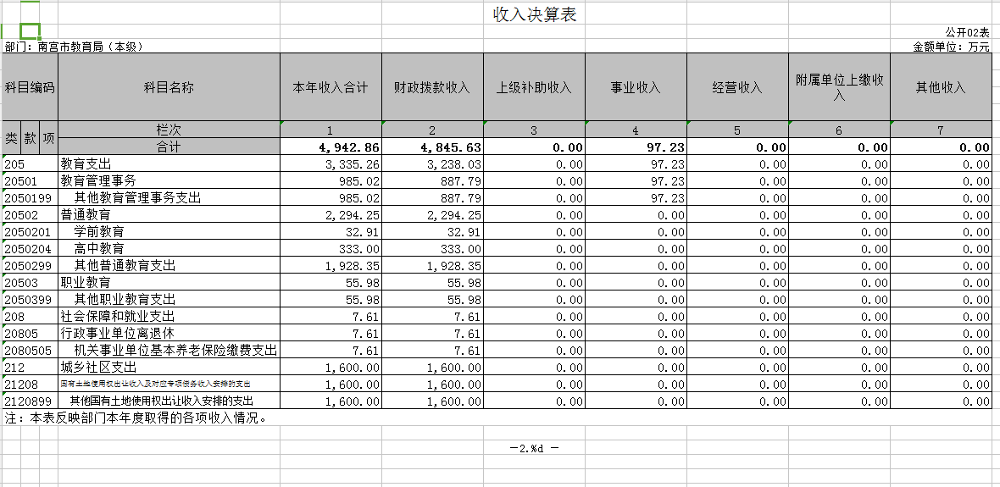 收入决算表
公开02表
部门：南宫市教育局（本级） 金额单位：万元
科目编码 科目名称 本年收入合计 财政拨款收入 上级补助收入 事业收入 经营收入 附属单位上缴收入 其他收入
类 款 项 栏次 1 2 3 4 5 6 7
合计 4,942.86 4,845.63 0.00 97.23 0.00 0.00 0.00
205 教育支出 3,335.26 3,238.03 0.00 97.23 0.00 0.00 0.00
20501 教育管理事务 985.02 887.79 0.00 97.23 0.00 0.00 0.00
2050199 其他教育管理事务支出 985.02 887.79 0.00 97.23 0.00 0.00 0.00
20502 普通教育 2,294.25 2,294.25 0.00 0.00 0.00 0.00 0.00
2050201 学前教育 32.91 32.91 0.00 0.00 0.00 0.00 0.00
2050204 高中教育 333.00 333.00 0.00 0.00 0.00 0.00 0.00
2050299 其他普通教育支出 1,928.35 1,928.35 0.00 0.00 0.00 0.00 0.00
20503 职业教育 55.98 55.98 0.00 0.00 0.00 0.00 0.00
2050399 其他职业教育支出 55.98 55.98 0.00 0.00 0.00 0.00 0.00
208 社会保障和就业支出 7.61 7.61 0.00 0.00 0.00 0.00 0.00
20805 行政事业单位离退休 7.61 7.61 0.00 0.00 0.00 0.00 0.00
2080505 机关事业单位基本养老保险缴费支出 7.61 7.61 0.00 0.00 0.00 0.00 0.00
212 城乡社区支出 1,600.00 1,600.00 0.00 0.00 0.00 0.00 0.00
21208 国有土地使用权出让收入及对应专项债务收入安排的支出 1,600.00 1,600.00 0.00 0.00 0.00 0.00 0.00
2120899 其他国有土地使用权出让收入安排的支出 1,600.00 1,600.00 0.00 0.00 0.00 0.00 0.00
注：本表反映部门本年度取得的各项收入情况。
－2.%d －